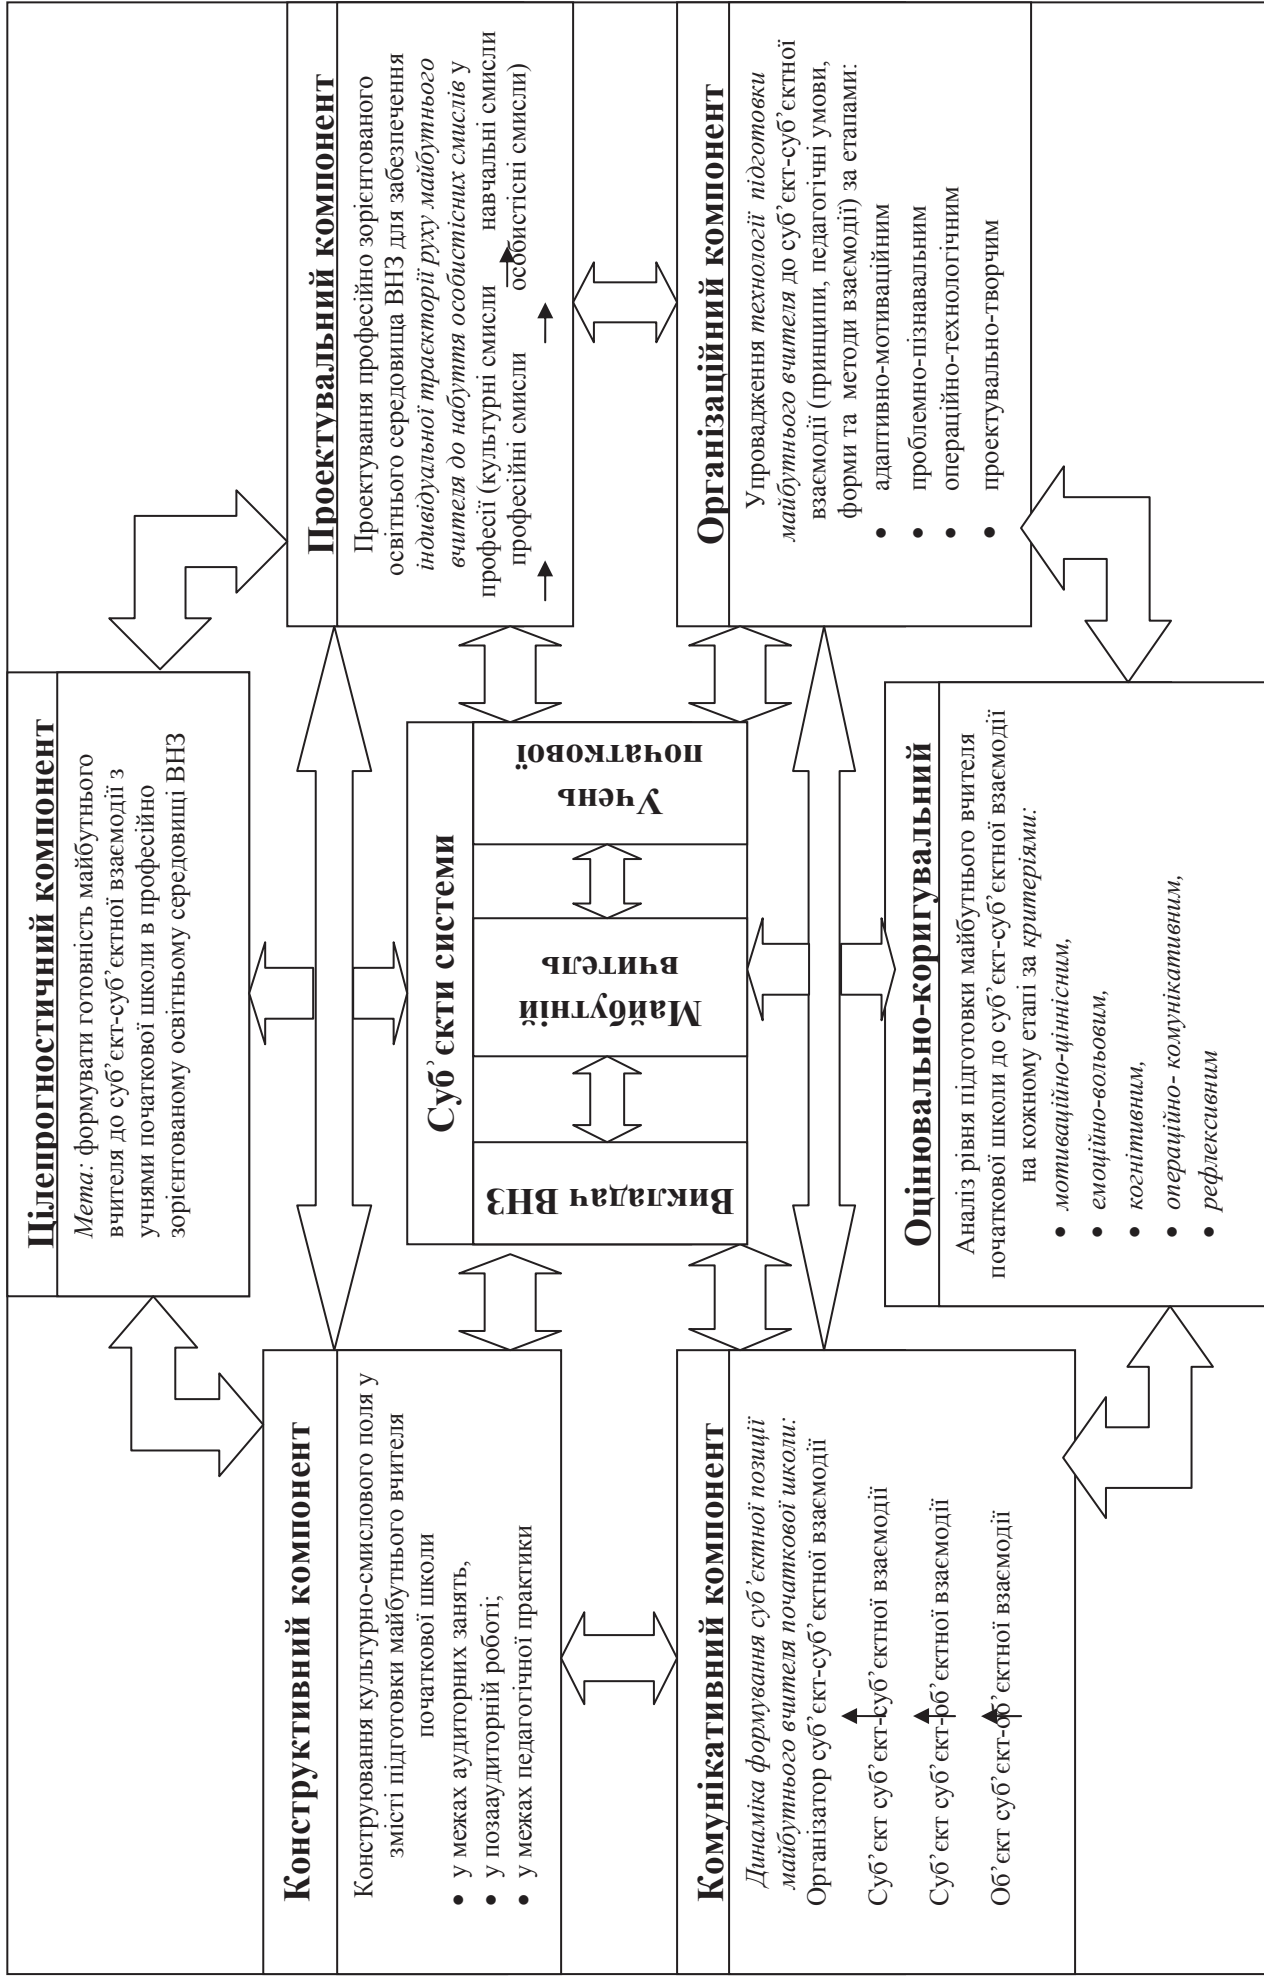 Цілепрогностичний компонент
Мета: формувати готовність майбутнього
вчителя до суб’єкт-суб’єктної взаємодії з
учнями початкової школи в професійно
зорієнтованому освітньому середовищі ВНЗ
Конструктивний компонент
Конструювання культурно-смислового поля у
змісті підготовки майбутнього вчителя
початкової школи
• у межах аудиторних занять,
• у позааудиторній роботі;
• у межах педагогічної практики
Суб’єкти системи
Викладач ВНЗ
Майбутній
вчитель
Учень
початкової
Проектувальний компонент
Проектування професійно зорієнтованого
освітнього середовища ВНЗ для забезпечення
індивідуальної траєкторії руху майбутнього
вчителя до набуття особистісних смислів у
професії (культурні смисли → навчальні смисли
→ професійні смисли → особистісні смисли)
Комунікативний компонент
Динаміка формування суб’єктної позиції
майбутнього вчителя початкової школи:
Організатор суб’єкт-суб’єктної взаємодії
Суб’єкт суб’єкт-суб’єктної взаємодії
Суб’єкт суб’єкт-об’єктної взаємодії
Об’єкт суб’єкт-об’єктної взаємодії
Оцінювально-коригувальний
Аналіз рівня підготовки майбутнього вчителя
початкової школи до суб’єкт-суб’єктної взаємодії
на кожному етапі за критеріями:
• мотиваційно-ціннісним,
• емоційно-вольовим,
• когнітивним,
• операційно- комунікативним,
• рефлексивним
Організаційний компонент
Упровадження технології підготовки
майбутнього вчителя до суб’єкт-суб’єктної
взаємодії (принципи, педагогічні умови,
форми та методи взаємодії) за етапами:
• адаптивно-мотиваційним
• проблемно-пізнавальним
• операційно-технологічним
• проектувально-творчим